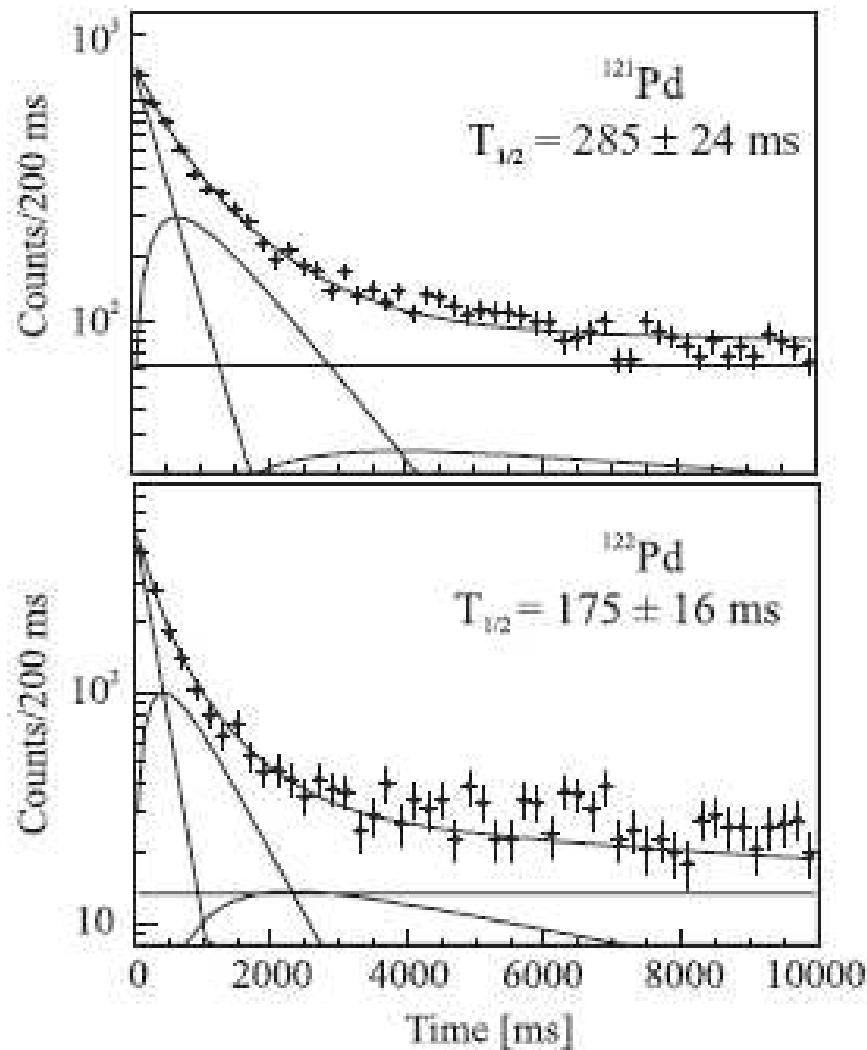 10³
¹²¹Pd
T₁/₂ = 285 ± 24 ms
Counts/200 ms
10²
¹²²Pd
T₁/₂ = 175 ± 16 ms
Counts/200 ms
10²
10
0 2000 4000 6000 8000 10000
Time [ms]